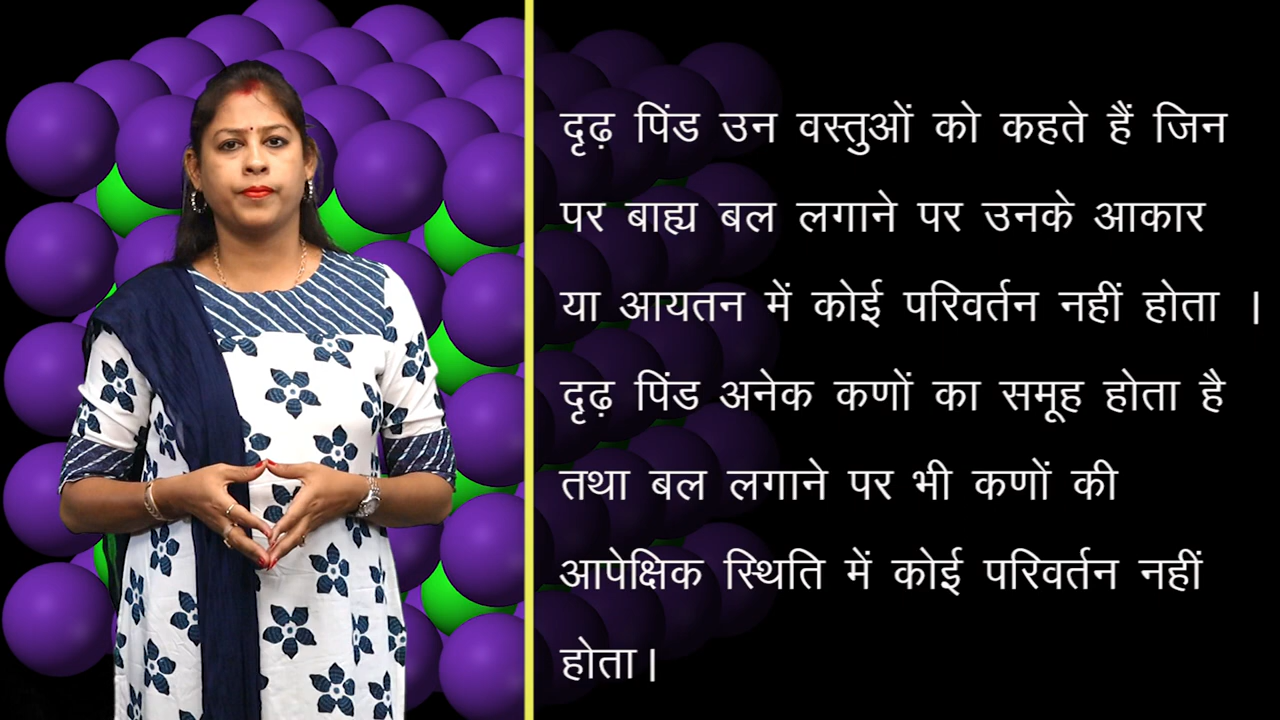 दृढ़ पिंड उन वस्तुओं को कहते हैं जिन
पर बाह्य बल लगाने पर उनके आकार
या आयतन में कोई परिवर्तन नहीं होता ।
दृढ़ पिंड अनेक कणों का समूह होता है
तथा बल लगाने पर भी कणों की
आपेक्षिक स्थिति में कोई परिवर्तन नहीं
होता।